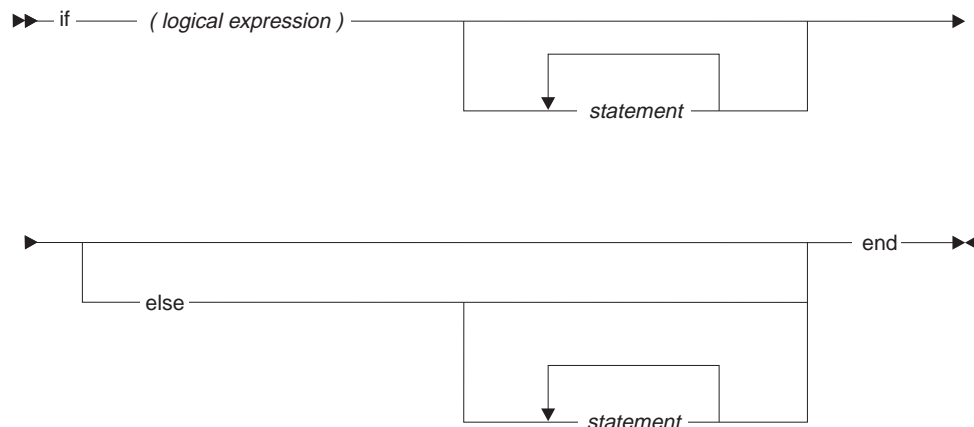 if ( logical expression )
statement
end
else
statement